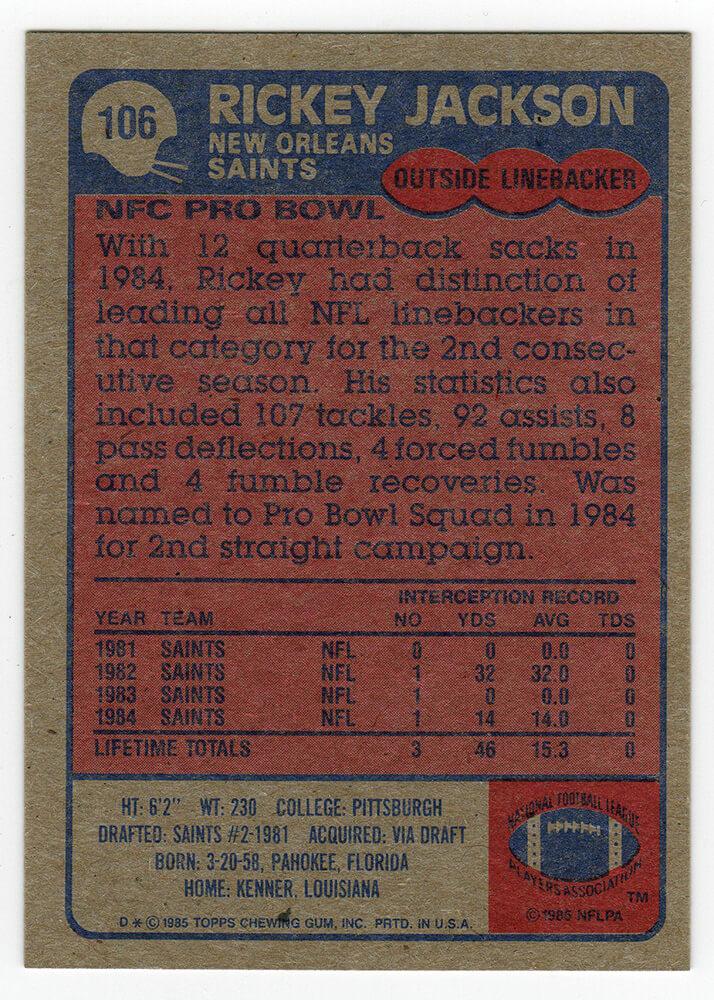 106
RICKEY JACKSON
NEW ORLEANS
SAINTS
OUTSIDE LINEBACKER
NFC PRO BOWL
With 12 quarterback sacks in
1984, Rickey had distinction of
leading all NFL linebackers in
that category for the 2nd consec-
utive season. His statistics also
included 107 tackles, 92 assists, 8
pass deflections, 4 forced fumbles
and 4 fumble recoveries. Was
named to Pro Bowl Squad in 1984
for 2nd straight campaign.
INTERCEPTION RECORD
YEAR TEAM NO YDS AVG TDS
1981 SAINTS NFL 0 0 0.0 0
1982 SAINTS NFL 1 32 32.0 0
1983 SAINTS NFL 1 0 0.0 0
1984 SAINTS NFL 1 14 14.0 0
LIFETIME TOTALS 3 46 15.3 0
HT: 6'2" WT: 230 COLLEGE: PITTSBURGH
DRAFTED: SAINTS #2-1981 ACQUIRED: VIA DRAFT
BORN: 3-20-58, PAHOKEE, FLORIDA
HOME: KENNER, LOUISIANA
D * © 1985 TOPPS CHEWING GUM, INC. PRTD. IN U.S.A.
NATIONAL FOOTBALL LEAGUE
PLAYERS ASSOCIATION
TM
© 1985 NFLPA